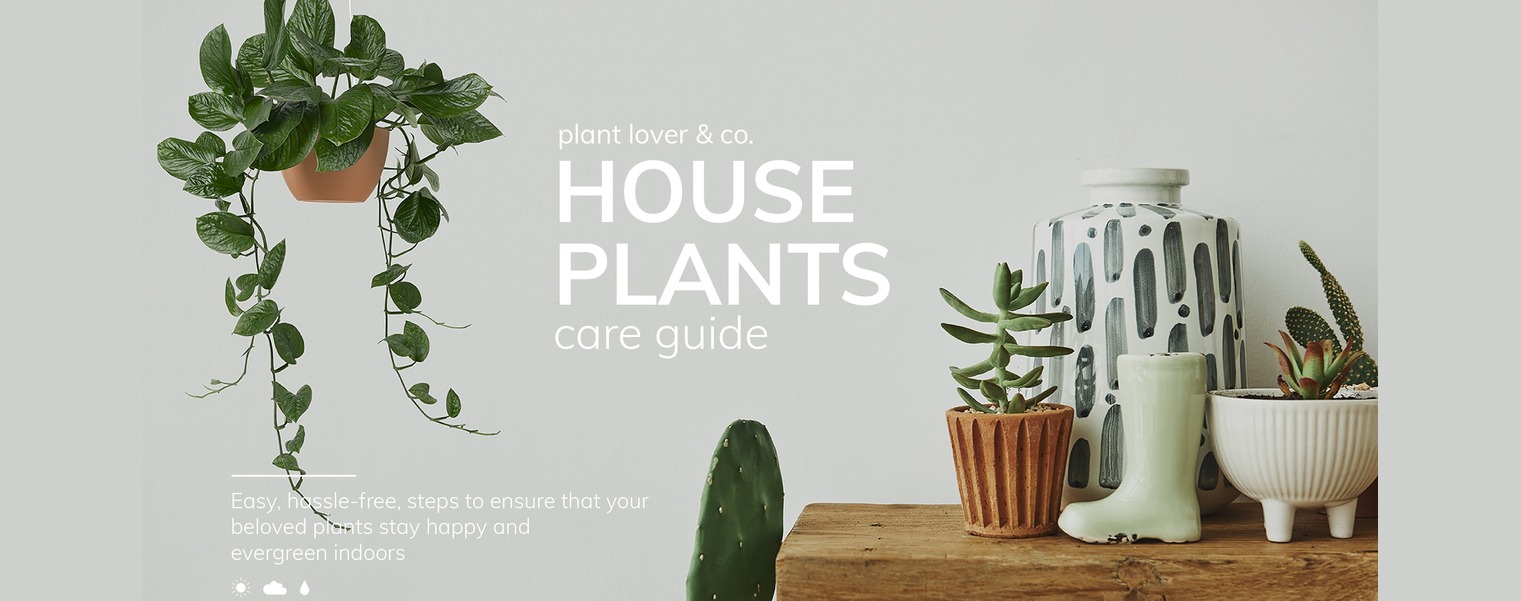 plant lover & co.
HOUSE
PLANTS
care guide
Easy, hassle-free, steps to ensure that your
beloved plants stay happy and
evergreen indoors